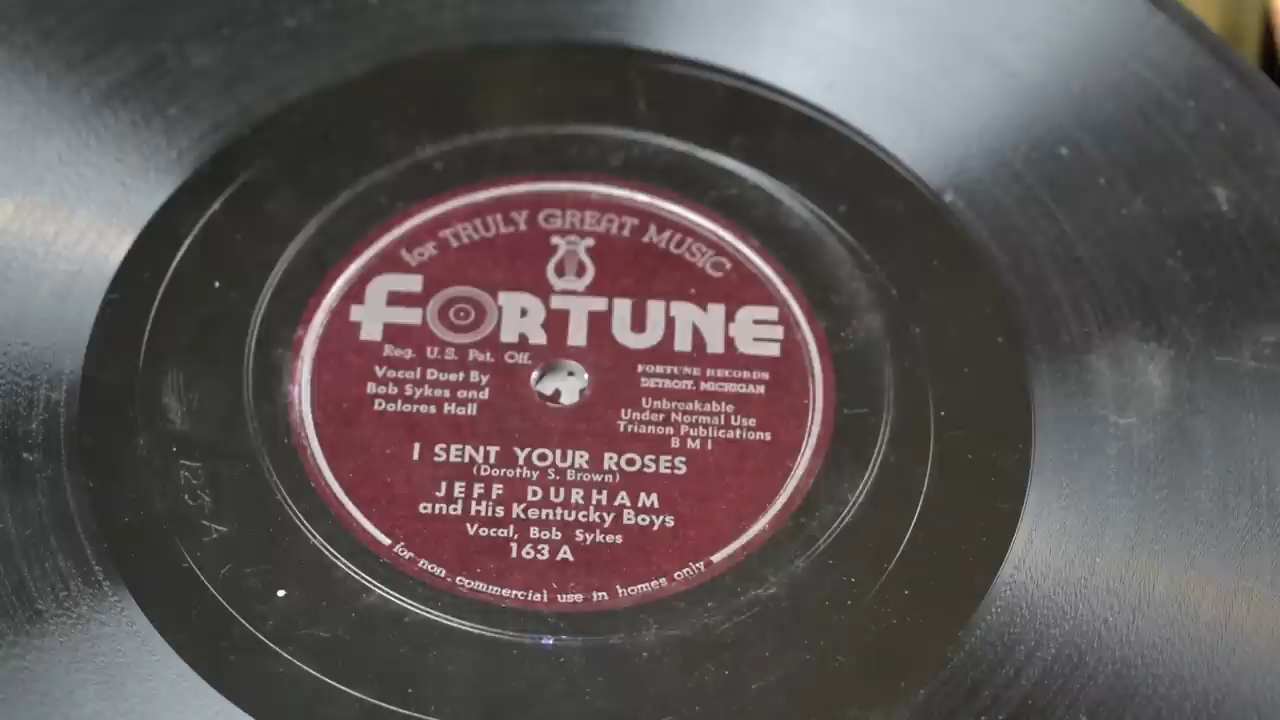 for TRULY GREAT MUSIC
FORTUNE
Reg. U.S. Pat. Off.
Vocal Duet By
Bob Sykes and
Dolores Hall
FORTUNE RECORDS
DETROIT, MICHIGAN
Unbreakable
Under Normal Use
Trianon Publications
B M I
I SENT YOUR ROSES
(Dorothy S. Brown)
JEFF DURHAM
and His Kentucky Boys
Vocal, Bob Sykes
163 A
for non-commercial use in homes only
123 A